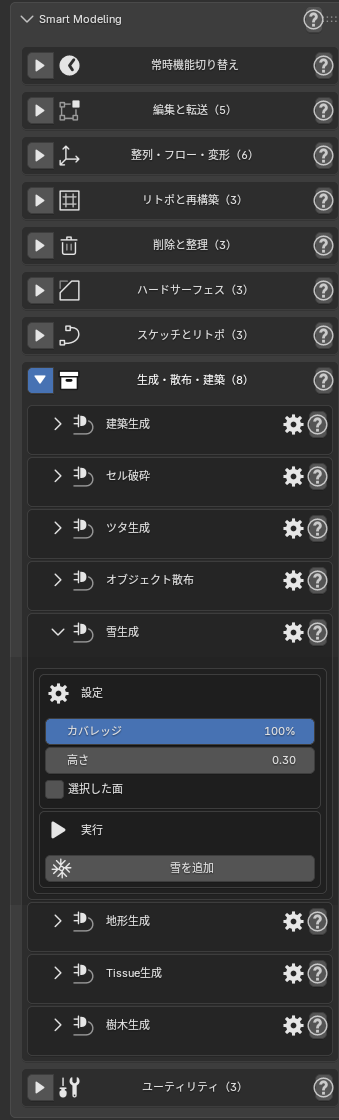 Smart Modeling
常時機能切り替え
編集と転送（5）
整列・フロー・変形（6）
リトポと再構築（3）
削除と整理（3）
ハードサーフェス（3）
スケッチとリトポ（3）
生成・散布・建築（8）
建築生成
セル破砕
ツタ生成
オブジェクト散布
雪生成
設定
カバレッジ 100%
高さ 0.30
選択した面
実行
雪を追加
地形生成
Tissue生成
樹木生成
ユーティリティ（3）